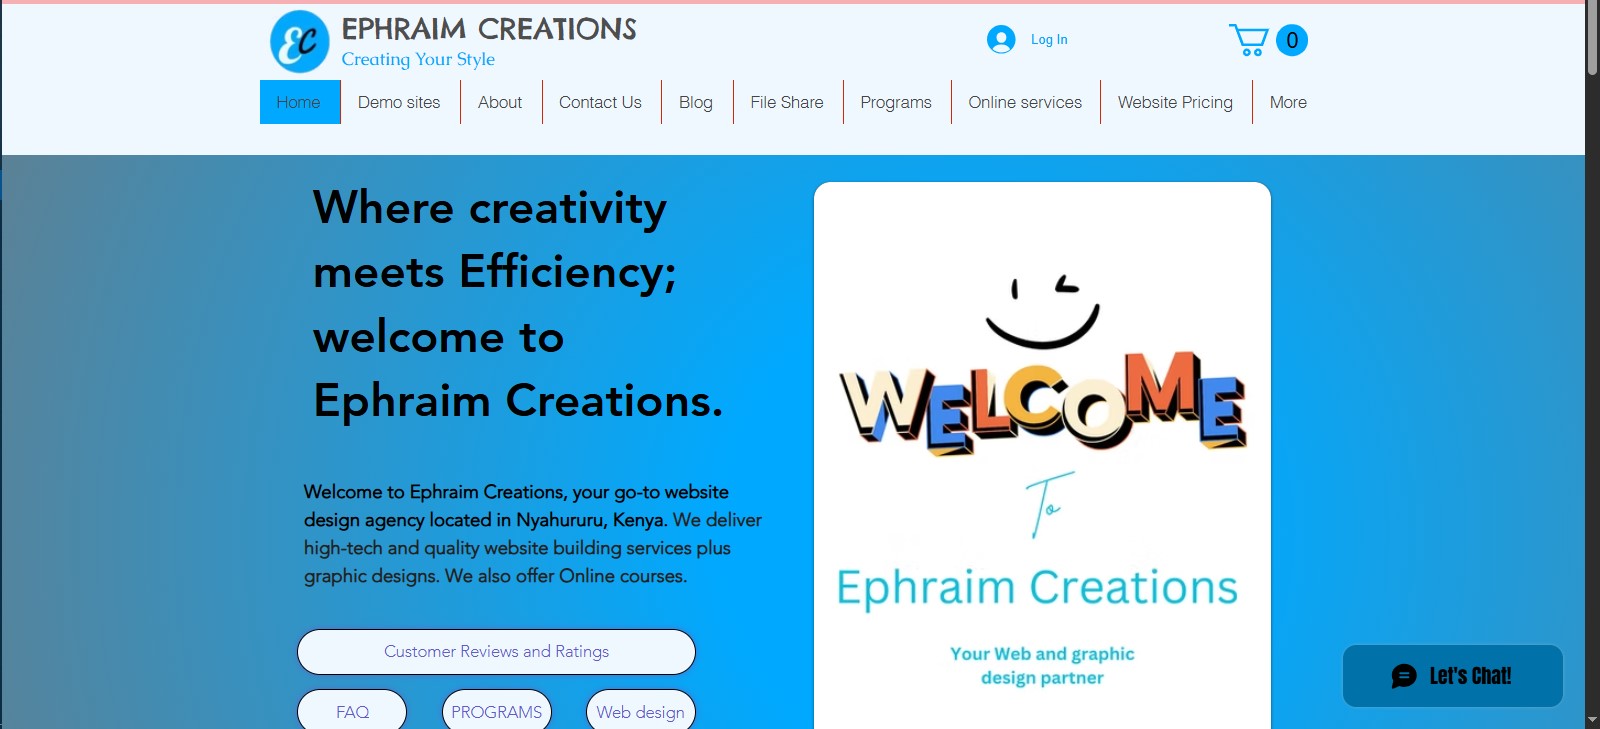 EC
EPHRAIM CREATIONS
Creating Your Style
Log In
0
Home
Demo sites
About
Contact Us
Blog
File Share
Programs
Online services
Website Pricing
More
Where creativity
meets Efficiency;
welcome to
Ephraim Creations.
Welcome to Ephraim Creations, your go-to website
design agency located in Nyahururu, Kenya. We deliver
high-tech and quality website building services plus
graphic designs. We also offer Online courses.
Customer Reviews and Ratings
FAQ
PROGRAMS
Web design
WELCOME
To
Ephraim Creations
Your Web and graphic
design partner
Let's Chat!